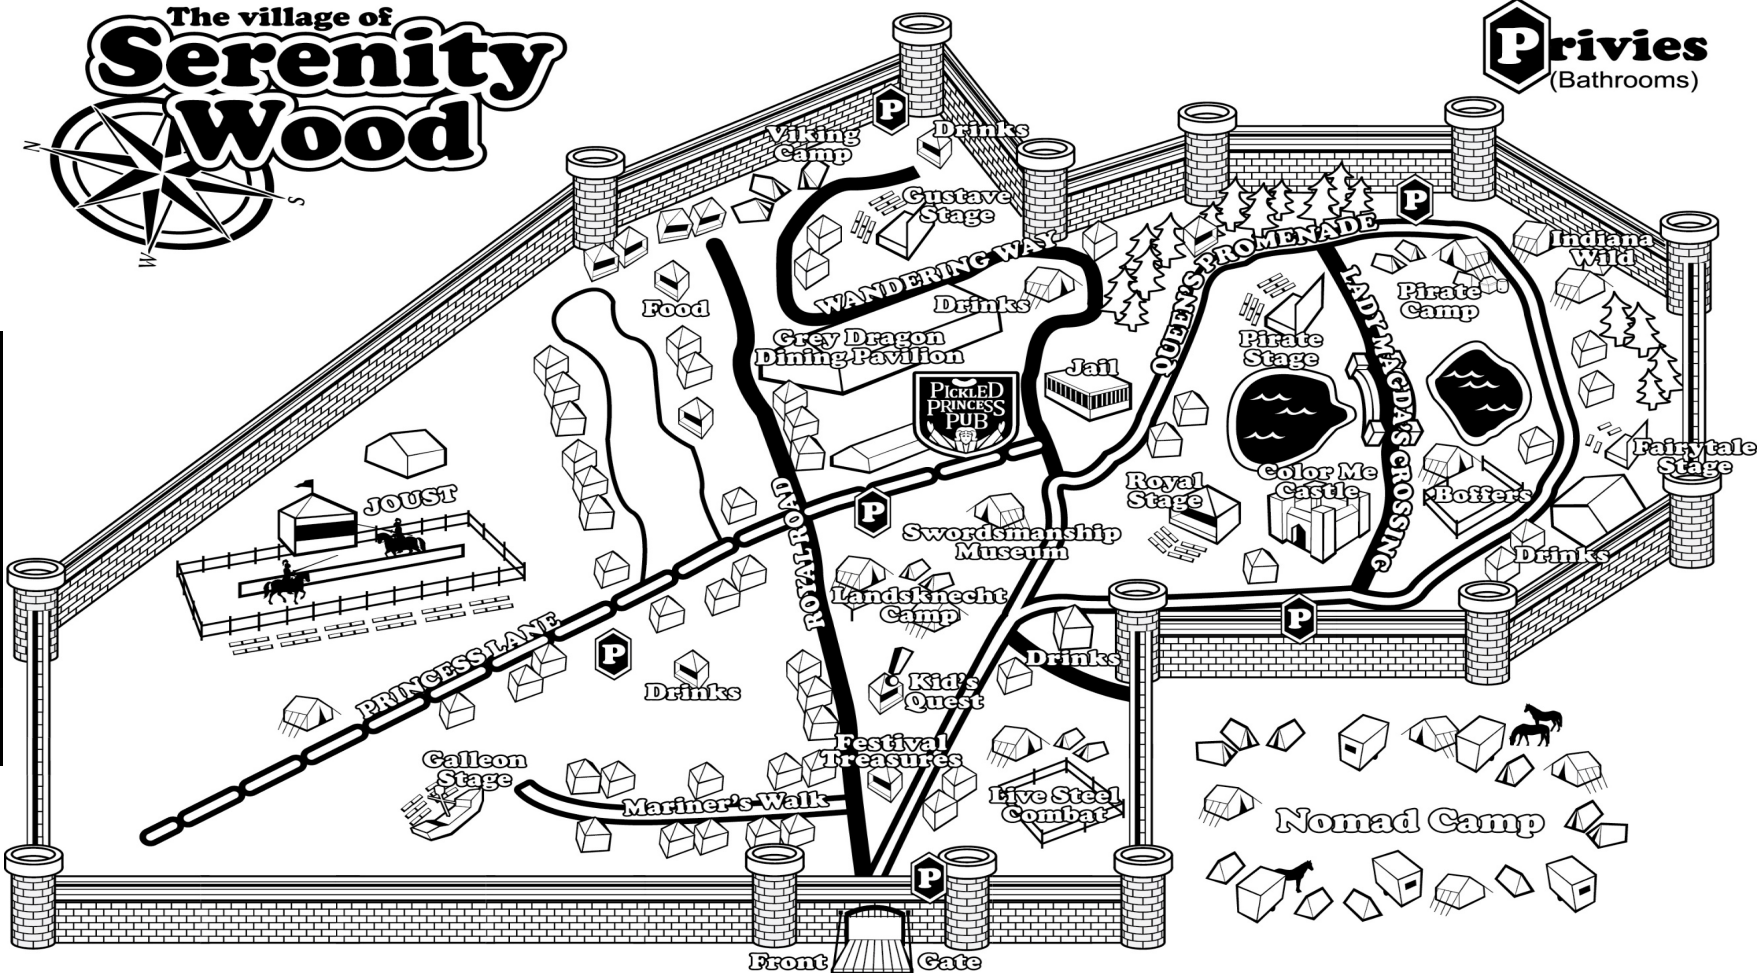 The village of
Serenity
Wood
N
S
W
Privies
(Bathrooms)
P
Viking
Camp
Drinks
Gustave
Stage
P
WANDERING WAY
QUEEN'S PROMENADE
Indiana
Wild
Food
Drinks
Pirate
Camp
LADY MAGDA'S CROSSING
Grey Dragon
Dining Pavilion
Pirate
Stage
Jail
PICKLED
PRINCESS
PUB
JOUST
ROYAL ROAD
P
Swordsmanship
Museum
Royal
Stage
Color Me
Castle
Boffers
Fairytale
Stage
Drinks
Landsknecht
Camp
P
PRINCESS LANE
P
Drinks
Drinks
Kid's
Quest
Galleon
Stage
Festival
Treasures
Mariner's Walk
Live Steel
Combat
Nomad Camp
P
Front Gate